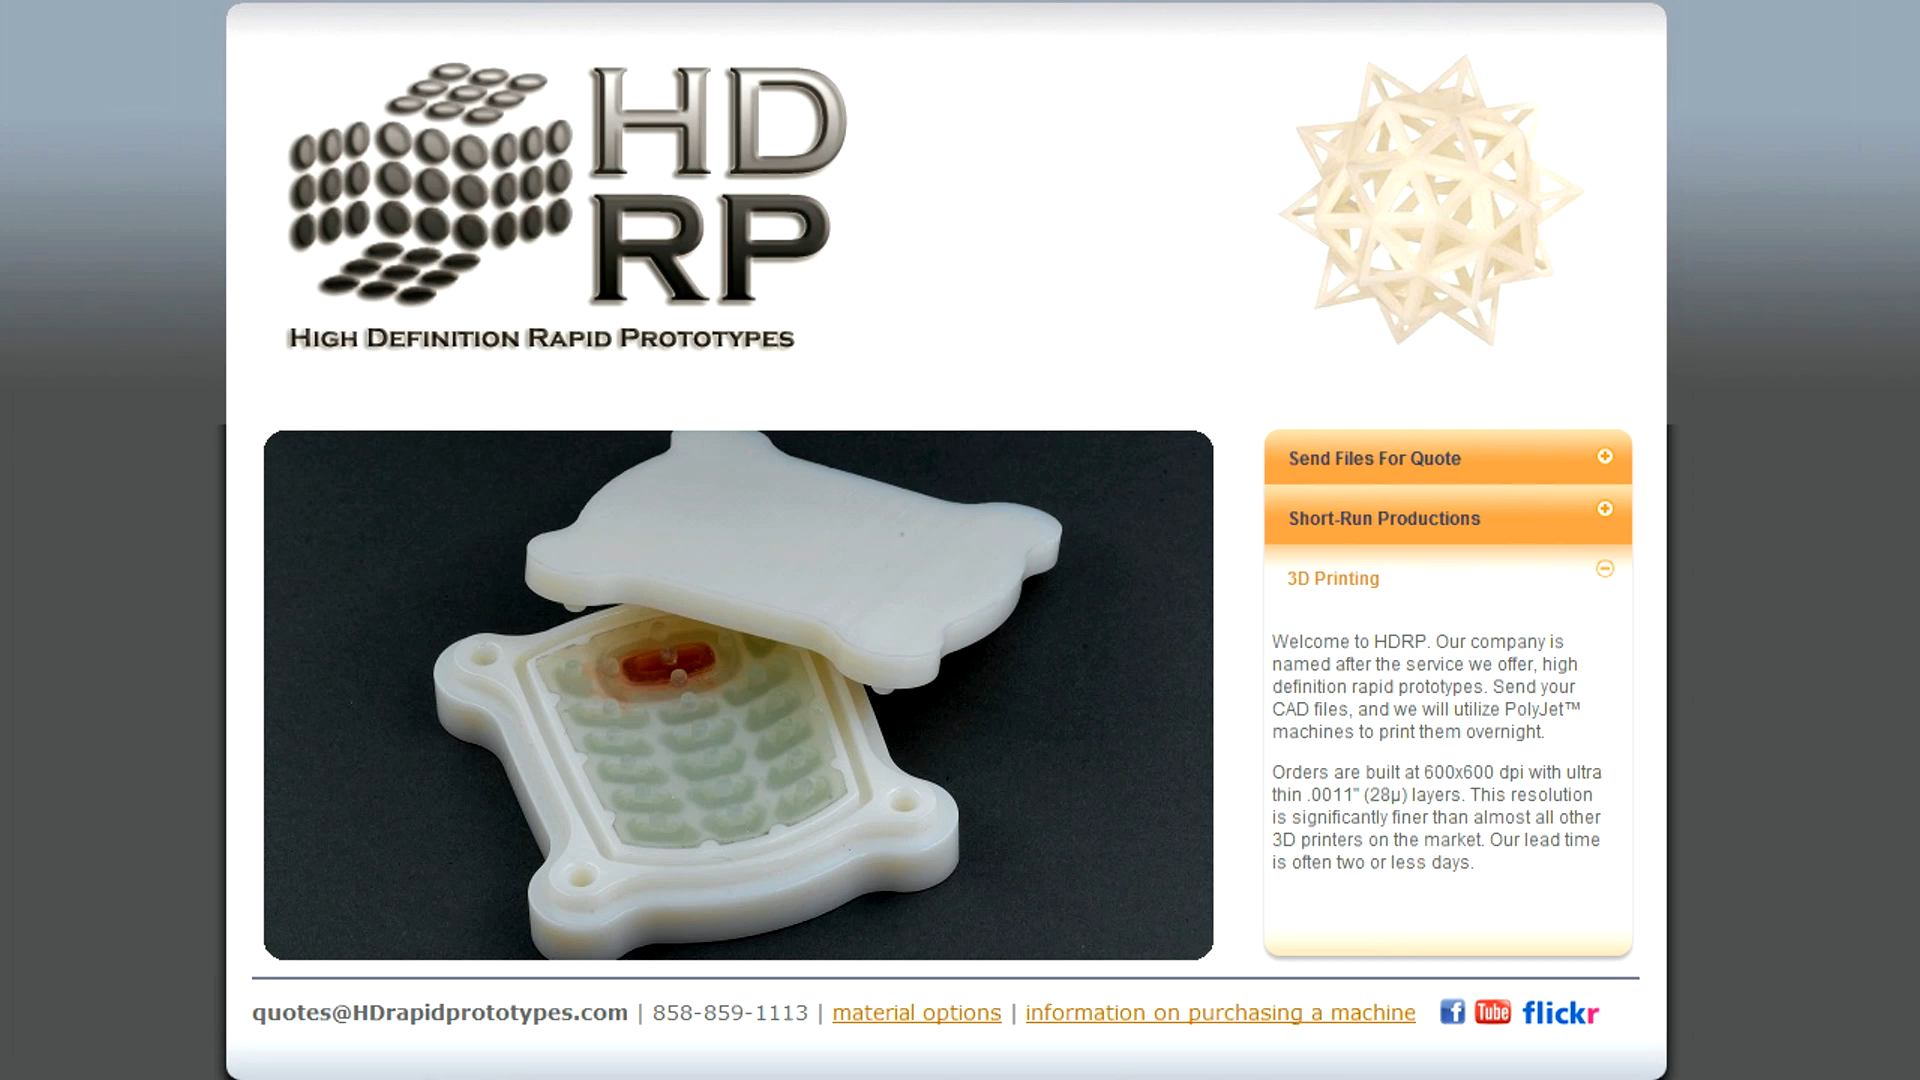 HD
RP
HIGH DEFINITION RAPID PROTOTYPES
Send Files For Quote
Short-Run Productions
3D Printing
Welcome to HDRP. Our company is
named after the service we offer, high
definition rapid prototypes. Send your
CAD files, and we will utilize PolyJet™
machines to print them overnight.
Orders are built at 600x600 dpi with ultra
thin .0011" (28µ) layers. This resolution
is significantly finer than almost all other
3D printers on the market. Our lead time
is often two or less days.
quotes@HDrapidprototypes.com | 858-859-1113 | material options | information on purchasing a machine f Tube flickr